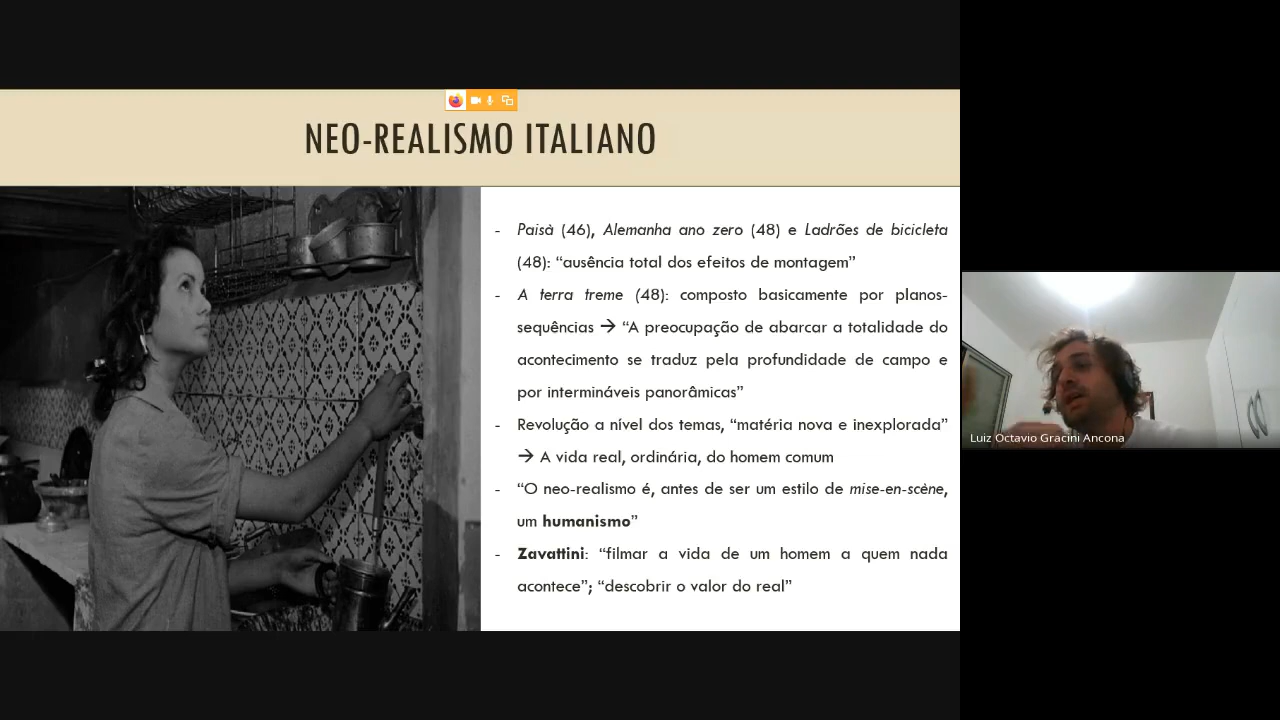 NEO-REALISMO ITALIANO
- Paisà (46), Alemanha ano zero (48) e Ladrões de bicicleta
(48): “ausência total dos efeitos de montagem”
- A terra treme (48): composto basicamente por planos-
sequências → “A preocupação de abarcar a totalidade do
acontecimento se traduz pela profundidade de campo e
por intermináveis panorâmicas”
- Revolução a nível dos temas, “matéria nova e inexplorada”
→ A vida real, ordinária, do homem comum
- “O neo-realismo é, antes de ser um estilo de mise-en-scène,
um humanismo”
- Zavattini: “filmar a vida de um homem a quem nada
acontece”; “descobrir o valor do real”
Luiz Octavio Gracini Ancona